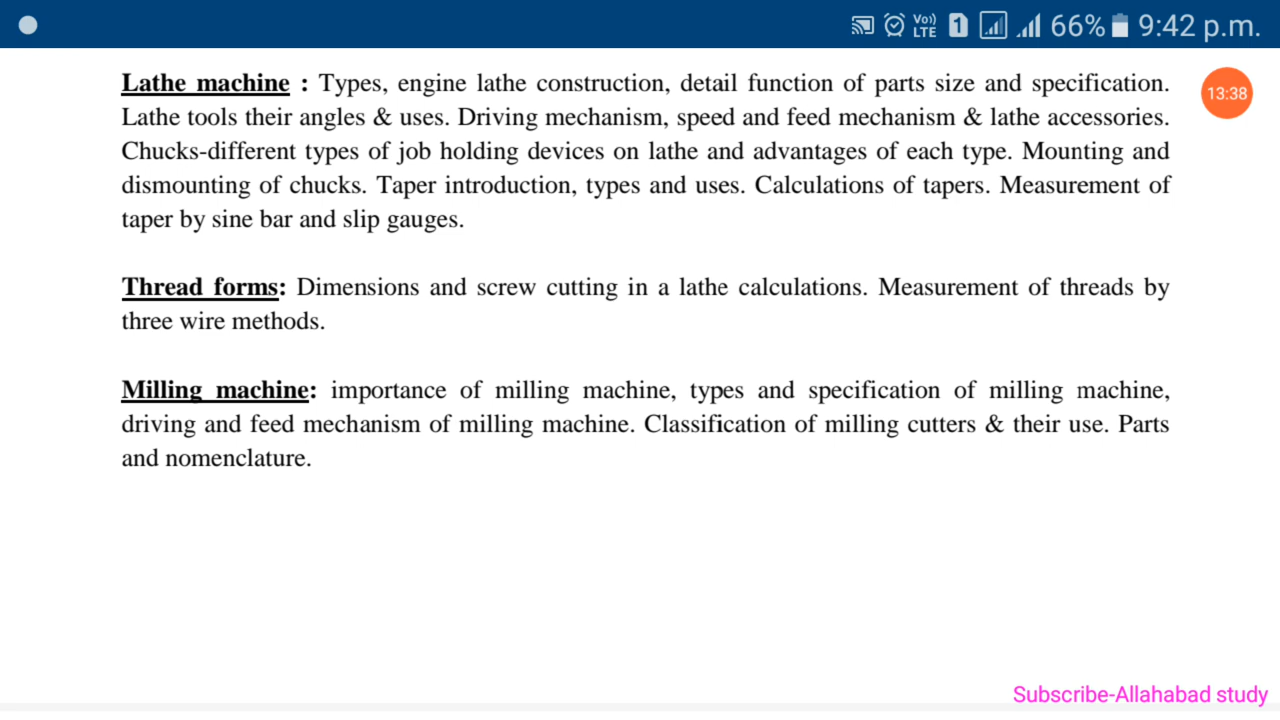 Vo))
LTE 1 66% 9:42 p.m.
Lathe machine : Types, engine lathe construction, detail function of parts size and specification.
13:38
Lathe tools their angles & uses. Driving mechanism, speed and feed mechanism & lathe accessories.
Chucks-different types of job holding devices on lathe and advantages of each type. Mounting and
dismounting of chucks. Taper introduction, types and uses. Calculations of tapers. Measurement of
taper by sine bar and slip gauges.
Thread forms: Dimensions and screw cutting in a lathe calculations. Measurement of threads by
three wire methods.
Milling machine: importance of milling machine, types and specification of milling machine,
driving and feed mechanism of milling machine. Classification of milling cutters & their use. Parts
and nomenclature.
Subscribe-Allahabad study